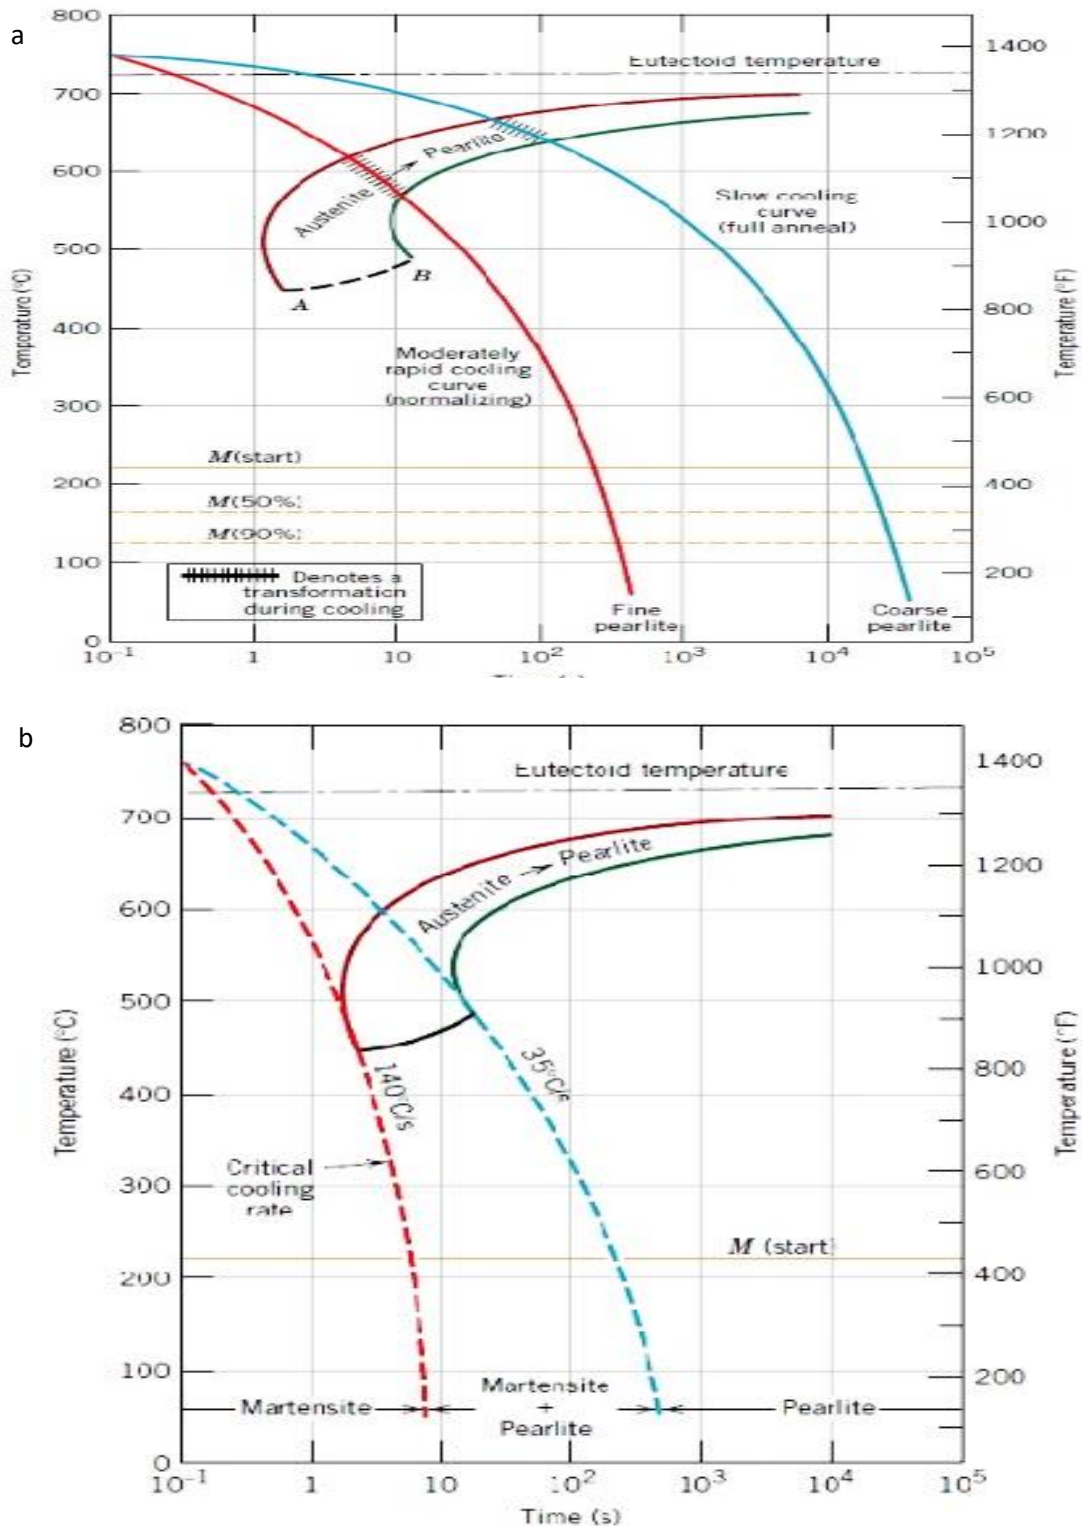 a
800
700
600
500
400
300
200
100
0
1400
1200
1000
800
600
400
200
Eutectoid temperature
Austenite → Pearlite
Slow cooling
curve
(full anneal)
A
B
Moderately
rapid cooling
curve
(normalizing)
M(start)
M(50%)
M(90%)
Denotes a
transformation
during cooling
Fine
pearlite
Coarse
pearlite
Temperature (°F)
10⁻¹ 1 10 10² 10³ 10⁴ 10⁵
b
800
700
600
500
400
300
200
100
0
1400
1200
1000
800
600
400
200
Eutectoid temperature
Austenite → Pearlite
140°C/s
Critical
cooling
rate
M (start)
Martensite
Martensite
+
Pearlite
Pearlite
Temperature (°C)
Temperature (°F)
10⁻¹ 1 10 10² 10³ 10⁴ 10⁵
Time (s)